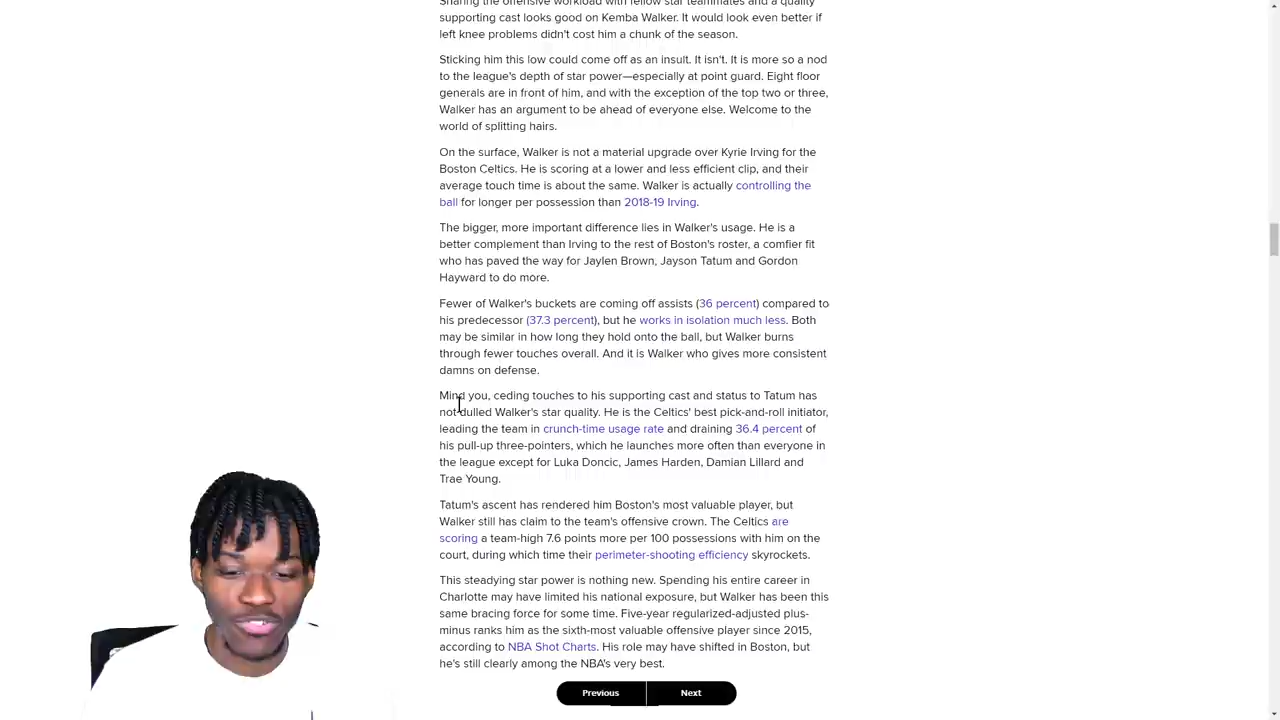 Sharing the offensive workload with fellow star teammates and a quality
supporting cast looks good on Kemba Walker. It would look even better if
left knee problems didn't cost him a chunk of the season.
Sticking him this low could come off as an insult. It isn't. It is more so a nod
to the league's depth of star power—especially at point guard. Eight floor
generals are in front of him, and with the exception of the top two or three,
Walker has an argument to be ahead of everyone else. Welcome to the
world of splitting hairs.
On the surface, Walker is not a material upgrade over Kyrie Irving for the
Boston Celtics. He is scoring at a lower and less efficient clip, and their
average touch time is about the same. Walker is actually controlling the
ball for longer per possession than 2018-19 Irving.
The bigger, more important difference lies in Walker's usage. He is a
better complement than Irving to the rest of Boston's roster, a comfier fit
who has paved the way for Jaylen Brown, Jayson Tatum and Gordon
Hayward to do more.
Fewer of Walker's buckets are coming off assists (36 percent) compared to
his predecessor (37.3 percent), but he works in isolation much less. Both
may be similar in how long they hold onto the ball, but Walker burns
through fewer touches overall. And it is Walker who gives more consistent
damns on defense.
Mind you, ceding touches to his supporting cast and status to Tatum has
not dulled Walker's star quality. He is the Celtics' best pick-and-roll initiator,
leading the team in crunch-time usage rate and draining 36.4 percent of
his pull-up three-pointers, which he launches more often than everyone in
the league except for Luka Doncic, James Harden, Damian Lillard and
Trae Young.
Tatum's ascent has rendered him Boston's most valuable player, but
Walker still has claim to the team's offensive crown. The Celtics are
scoring a team-high 7.6 points more per 100 possessions with him on the
court, during which time their perimeter-shooting efficiency skyrockets.
This steadying star power is nothing new. Spending his entire career in
Charlotte may have limited his national exposure, but Walker has been this
same bracing force for some time. Five-year regularized-adjusted plus-
minus ranks him as the sixth-most valuable offensive player since 2015,
according to NBA Shot Charts. His role may have shifted in Boston, but
he's still clearly among the NBA's very best.
Previous Next